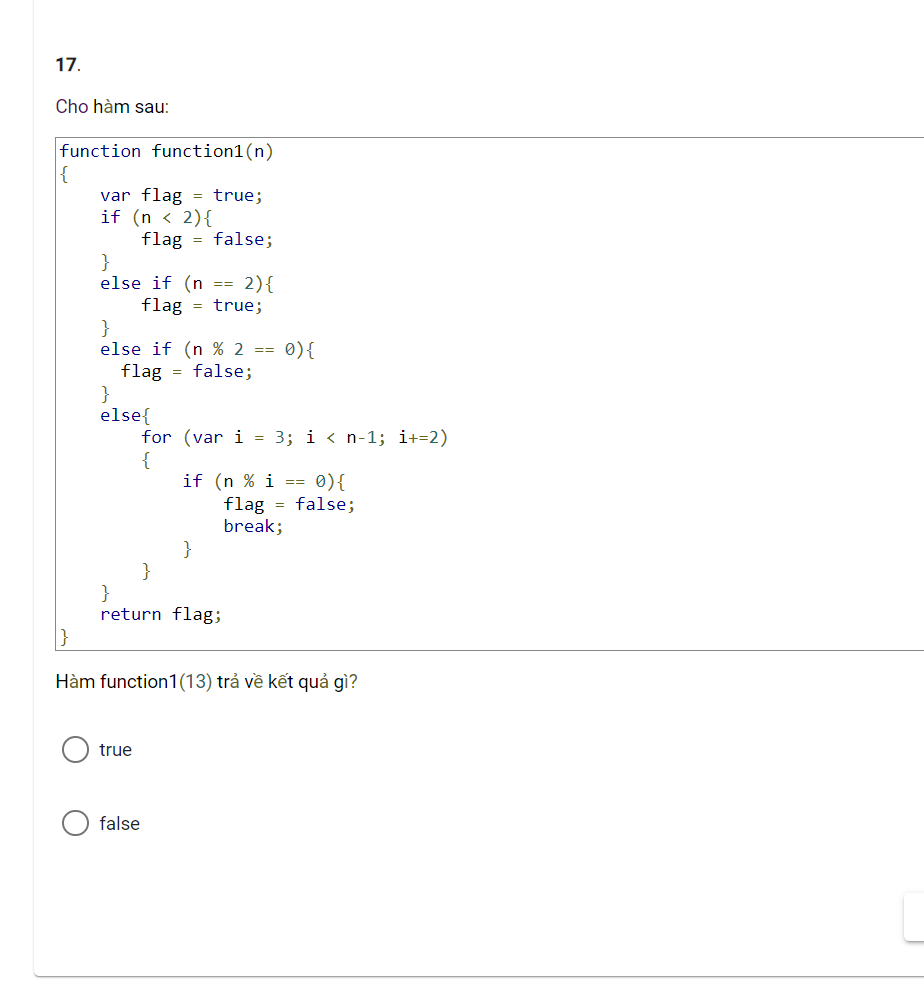 17.
Cho hàm sau:
function function1(n)
{
    var flag = true;
    if (n < 2){
        flag = false;
    }
    else if (n == 2){
        flag = true;
    }
    else if (n % 2 == 0){
      flag = false;
    }
    else{
        for (var i = 3; i < n-1; i+=2)
        {
            if (n % i == 0){
                flag = false;
                break;
            }
        }
    }
    return flag;
}
Hàm function1(13) trả về kết quả gì?
true
false